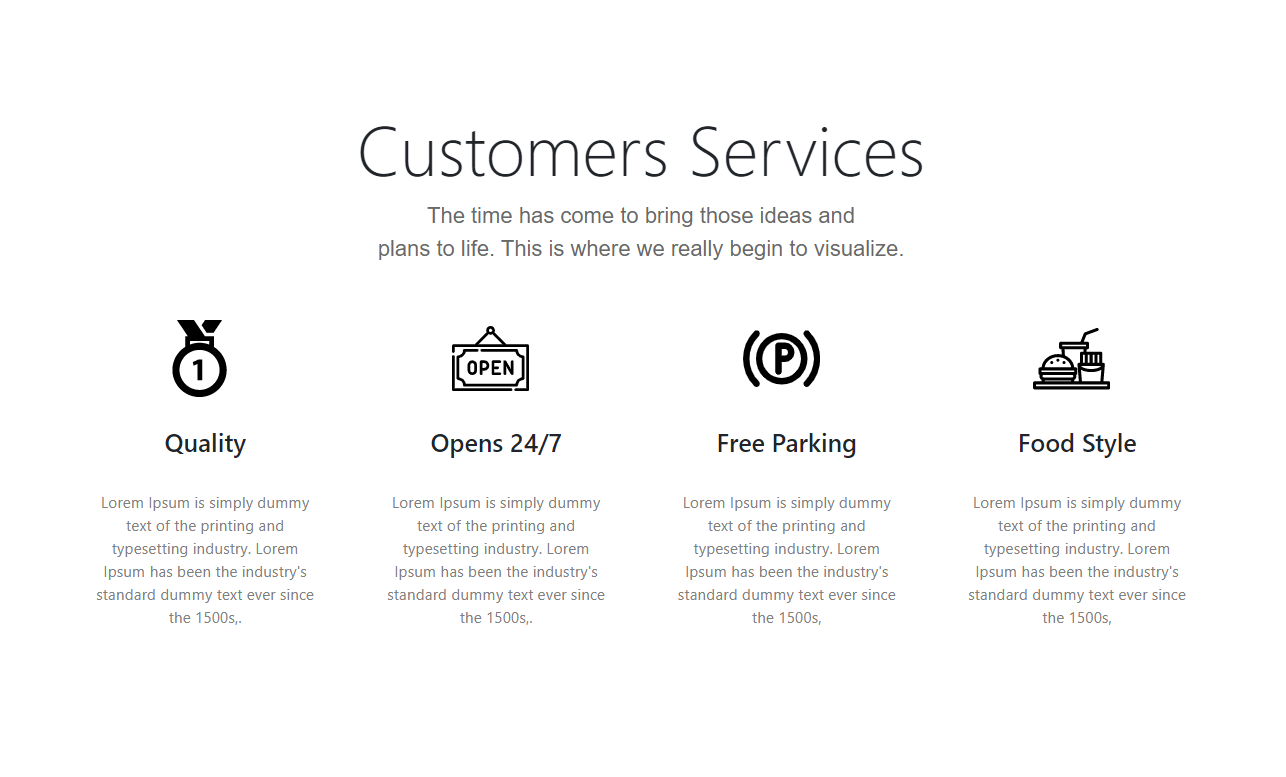 Customers Services
The time has come to bring those ideas and
plans to life. This is where we really begin to visualize.
1
OPEN
P
Quality
Opens 24/7
Free Parking
Food Style
Lorem Ipsum is simply dummy
text of the printing and
typesetting industry. Lorem
Ipsum has been the industry's
standard dummy text ever since
the 1500s,.
Lorem Ipsum is simply dummy
text of the printing and
typesetting industry. Lorem
Ipsum has been the industry's
standard dummy text ever since
the 1500s,.
Lorem Ipsum is simply dummy
text of the printing and
typesetting industry. Lorem
Ipsum has been the industry's
standard dummy text ever since
the 1500s,
Lorem Ipsum is simply dummy
text of the printing and
typesetting industry. Lorem
Ipsum has been the industry's
standard dummy text ever since
the 1500s,